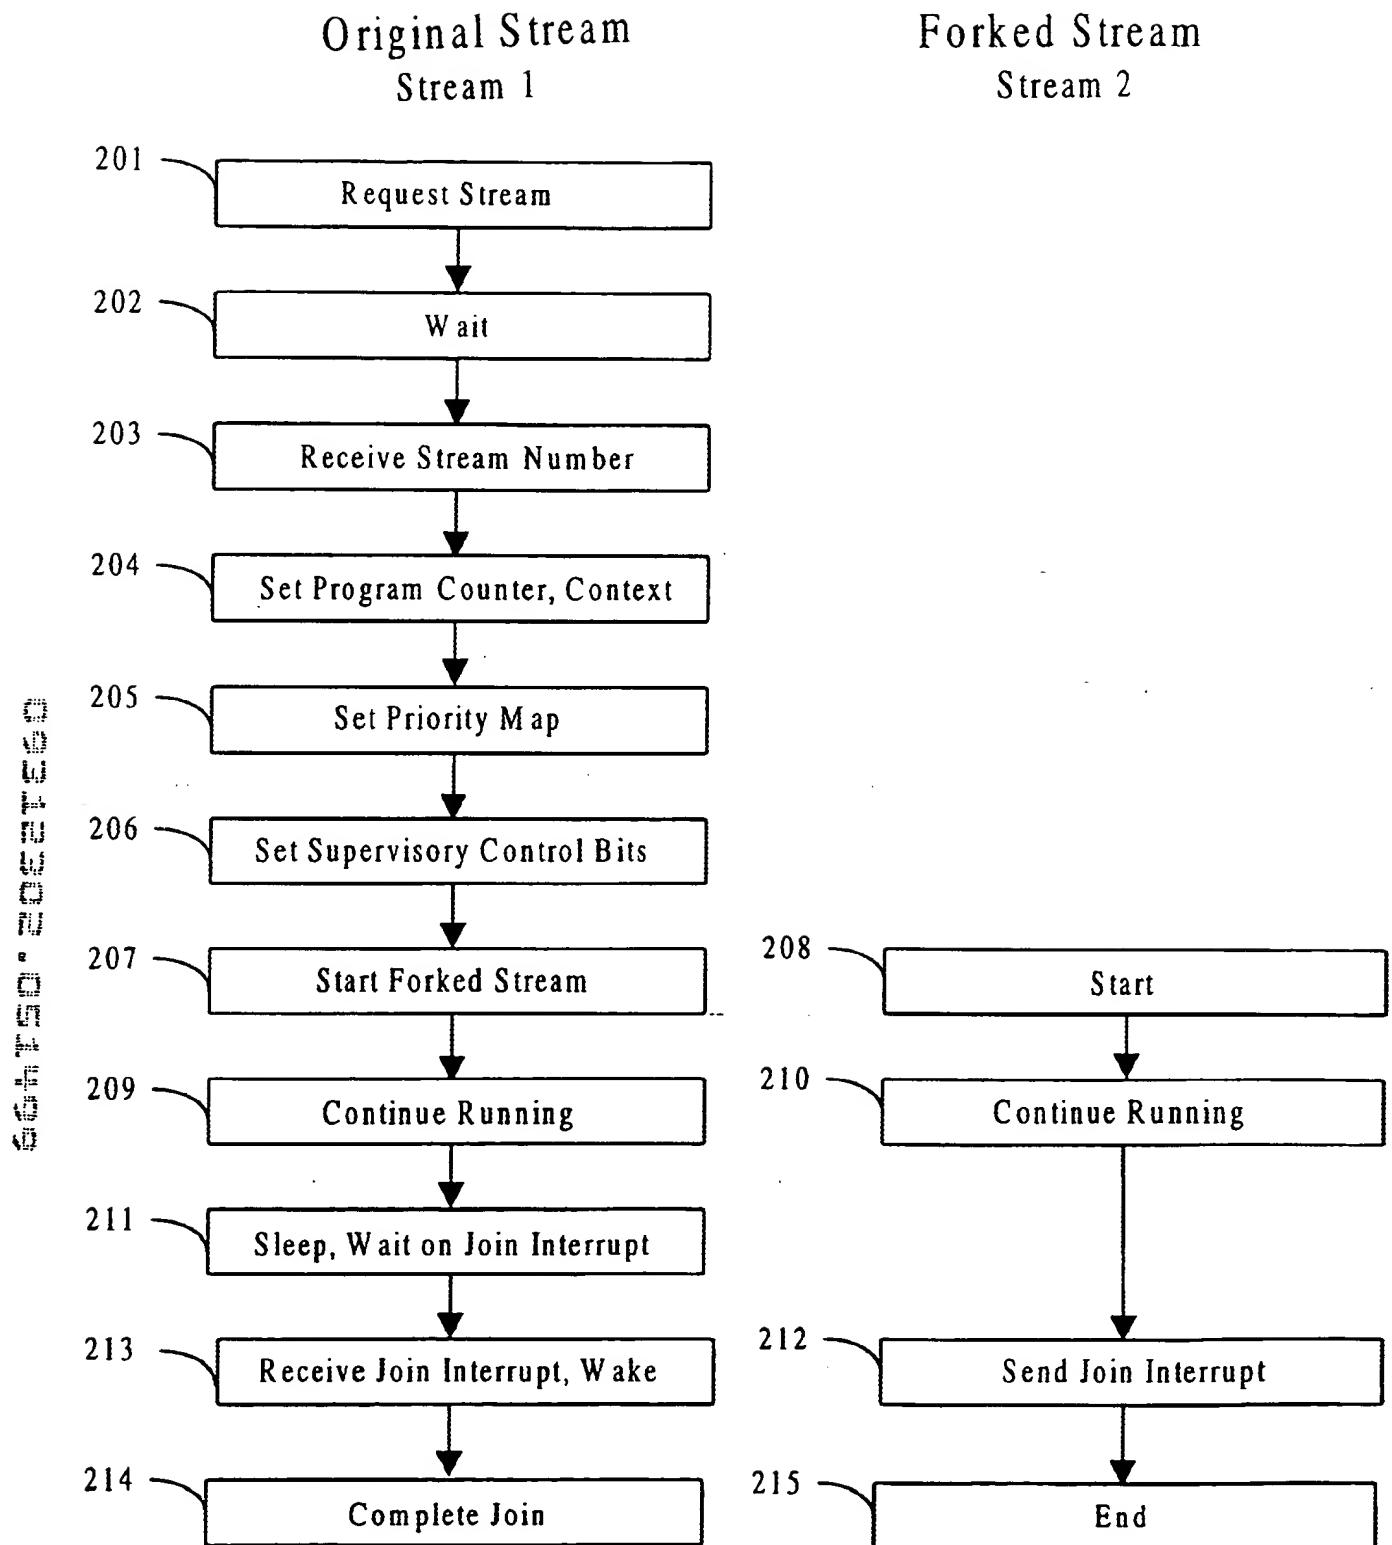 Original Stream
Stream 1
Forked Stream
Stream 2
201
Request Stream
202
Wait
203
Receive Stream Number
204
Set Program Counter, Context
205
Set Priority Map
206
Set Supervisory Control Bits
207
Start Forked Stream
208
Start
209
Continue Running
210
Continue Running
211
Sleep, Wait on Join Interrupt
213
Receive Join Interrupt, Wake
212
Send Join Interrupt
214
Complete Join
215
End